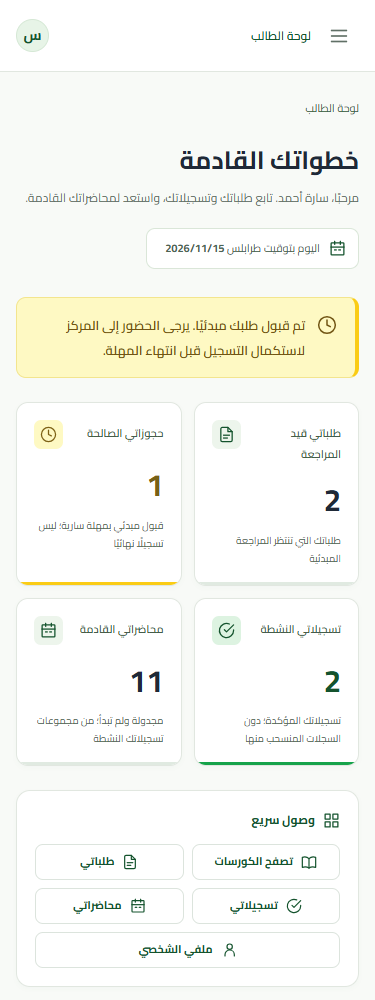 لوحة الطالب
س
لوحة الطالب
خطواتك القادمة
مرحبًا، سارة أحمد. تابع طلباتك وتسجيلاتك، واستعد لمحاضراتك القادمة.
اليوم بتوقيت طرابلس 2026/11/15
تم قبول طلبك مبدئيًا. يرجى الحضور إلى المركز
لاستكمال التسجيل قبل انتهاء المهلة.
طلباتي قيد
المراجعة
2
طلباتك التي تنتظر المراجعة
المبدئية
حجوزاتي الصالحة
1
قبول مبدئي بمهلة سارية؛ ليس
تسجيلًا نهائيًا
تسجيلاتي النشطة
2
تسجيلاتك المؤكدة؛ دون
السجلات المنسحب منها
محاضراتي القادمة
11
مجدولة ولم تبدأ؛ من مجموعات
تسجيلاتك النشطة
وصول سريع
تصفح الكورسات
طلباتي
تسجيلاتي
محاضراتي
ملفي الشخصي